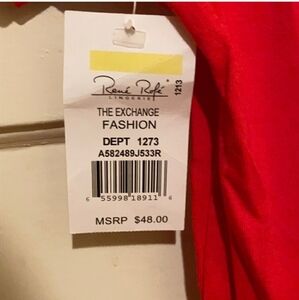 René Rofé
LINGERIE
1213
THE EXCHANGE
FASHION
DEPT 1273
A582489J533R
6 55998 18911 6
MSRP $48.00